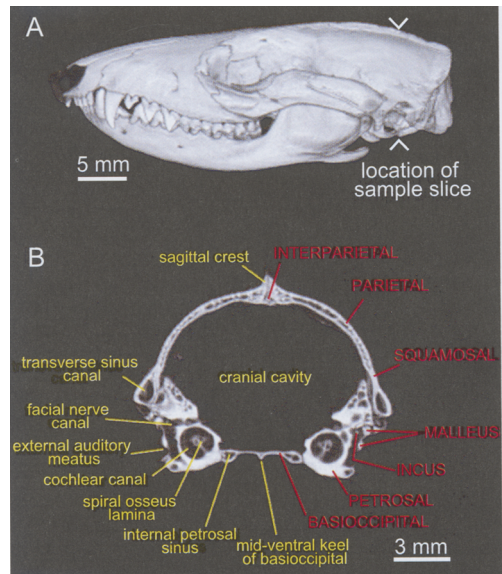 A
5 mm
location of
sample slice
B
sagittal crest
INTERPARIETAL
PARIETAL
SQUAMOSAL
transverse sinus
canal
cranial cavity
facial nerve
canal
MALLEUS
external auditory
meatus
INCUS
cochlear canal
PETROSAL
spiral osseus
lamina
BASIOCCIPITAL
internal petrosal
sinus
mid-ventral keel
of basioccipital
3 mm